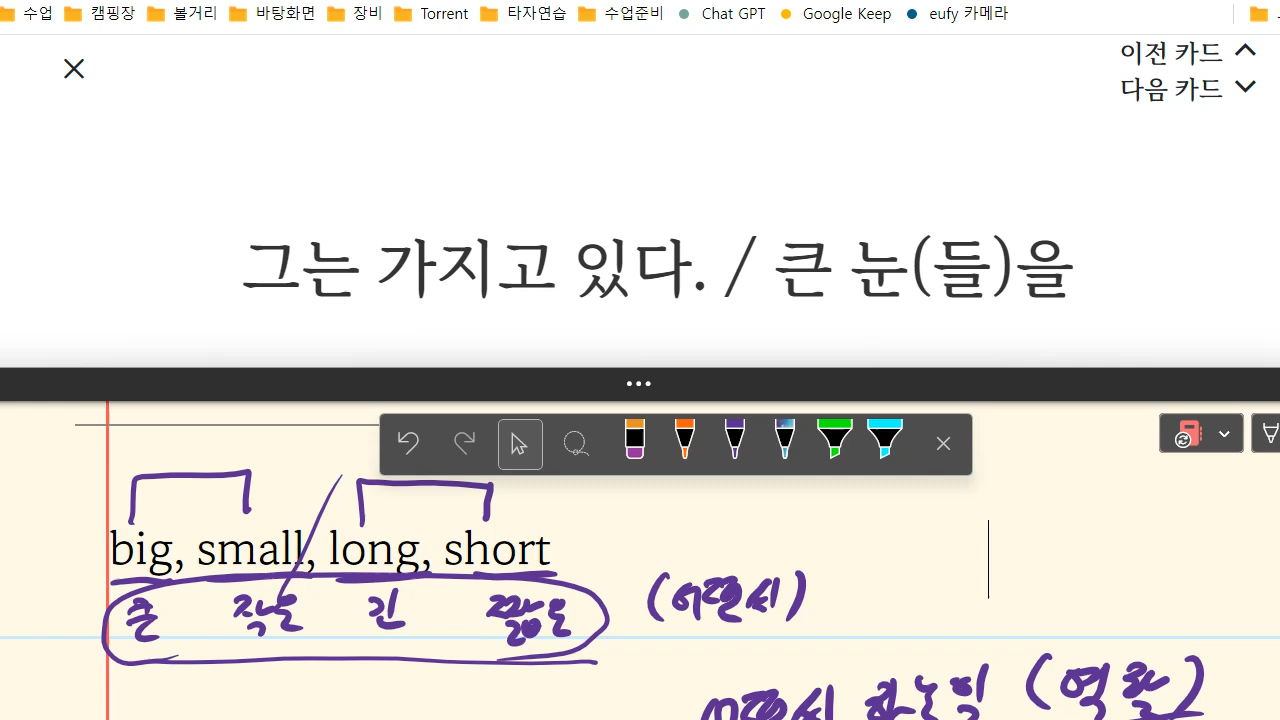 수업 캠핑장 볼거리 바탕화면 장비 Torrent 타자연습 수업준비 Chat GPT Google Keep eufy 카메라
이전 카드
다음 카드
그는 가지고 있다. / 큰 눈(들)을
big, small, long, short
큰 작은 긴 짧은